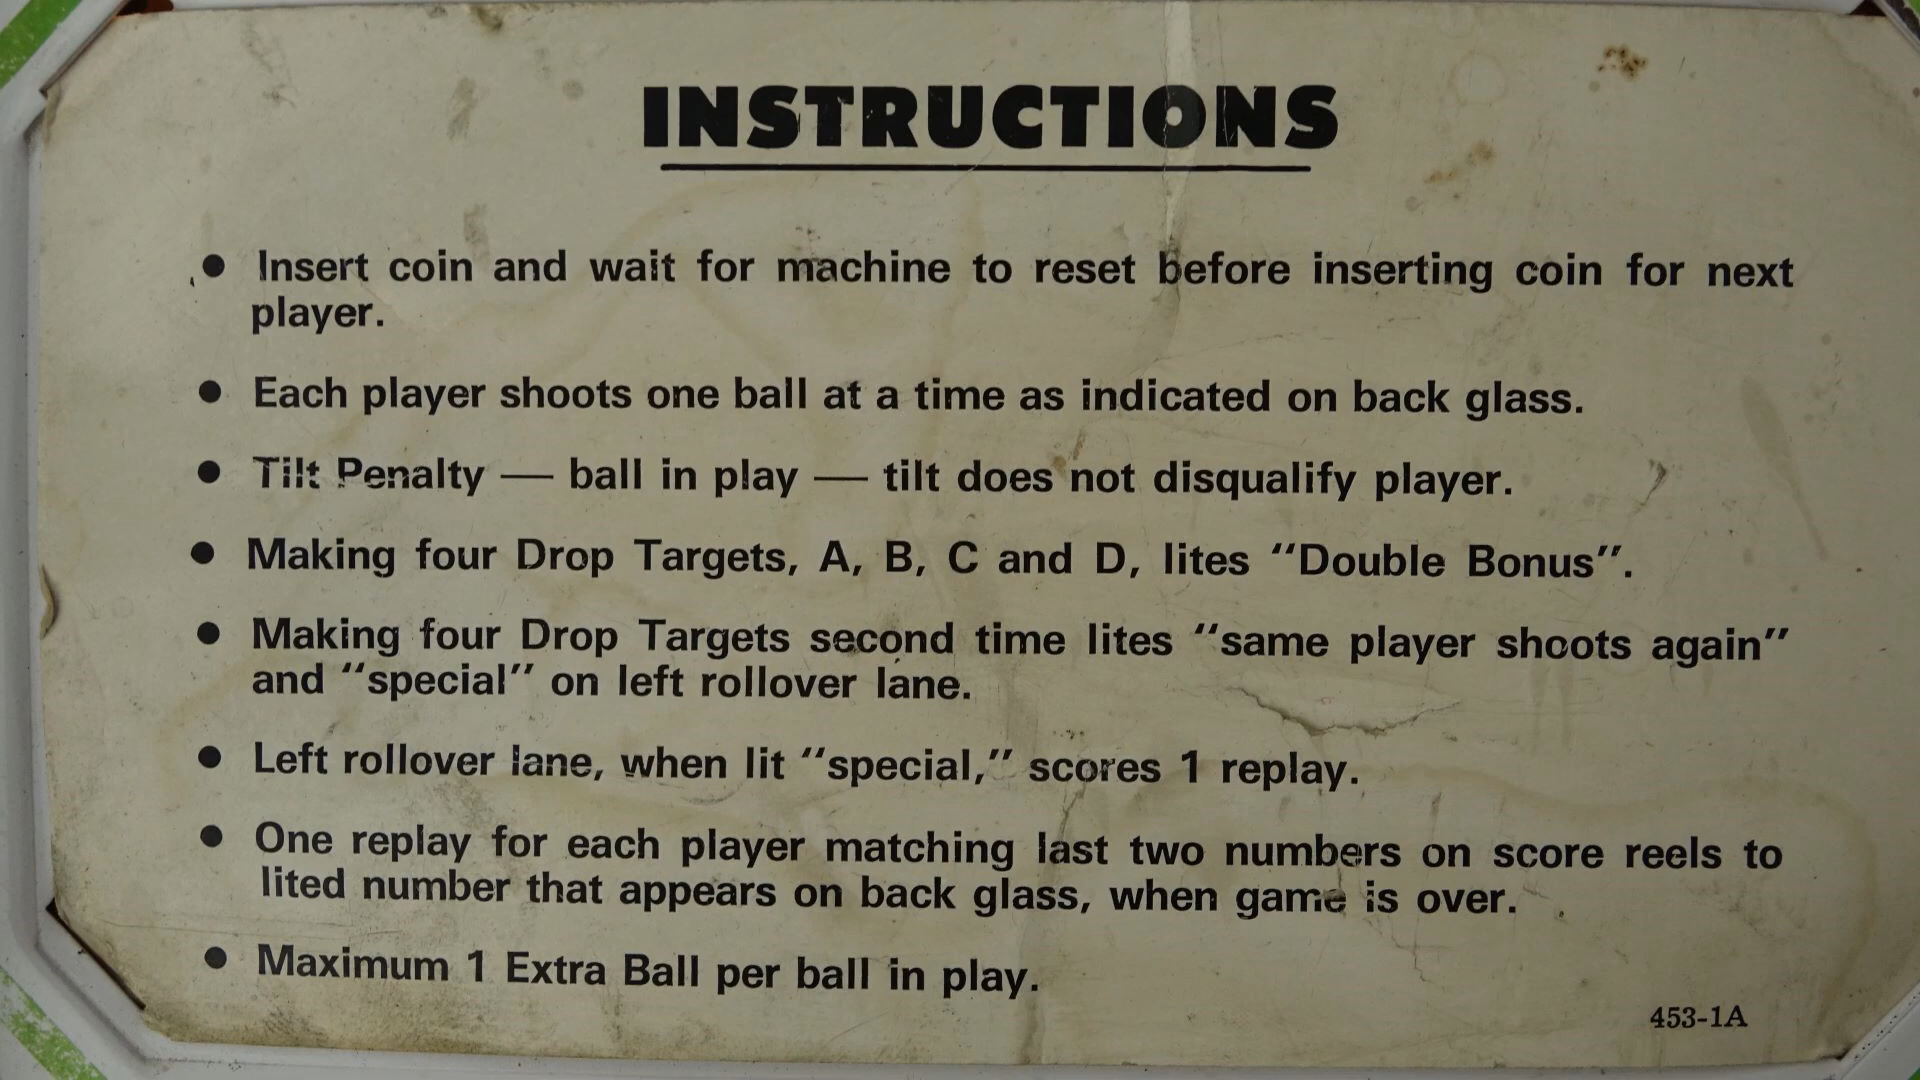 INSTRUCTIONS
● Insert coin and wait for machine to reset before inserting coin for next
player.
● Each player shoots one ball at a time as indicated on back glass.
● Tilt Penalty — ball in play — tilt does not disqualify player.
● Making four Drop Targets, A, B, C and D, lites "Double Bonus".
● Making four Drop Targets second time lites "same player shoots again"
and "special" on left rollover lane.
● Left rollover lane, when lit "special," scores 1 replay.
● One replay for each player matching last two numbers on score reels to
lited number that appears on back glass, when game is over.
● Maximum 1 Extra Ball per ball in play.
453-1A